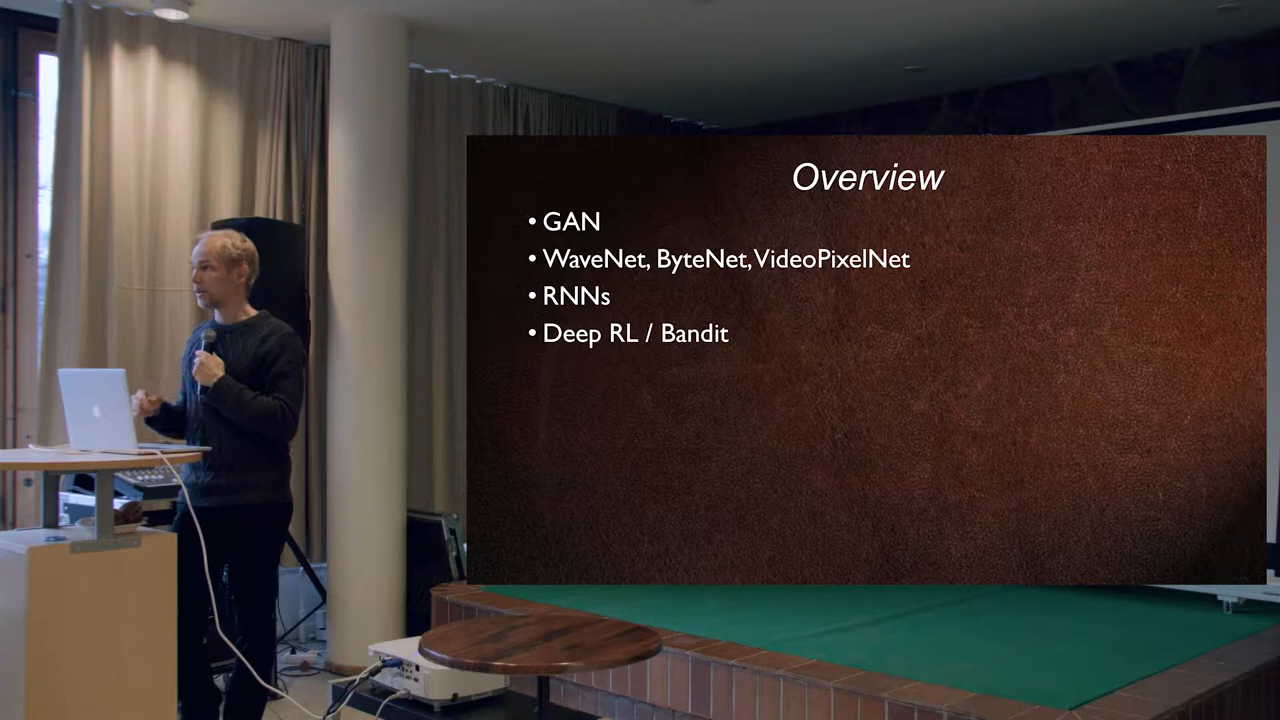 Overview
• GAN
• WaveNet, ByteNet, VideoPixelNet
• RNNs
• Deep RL / Bandit